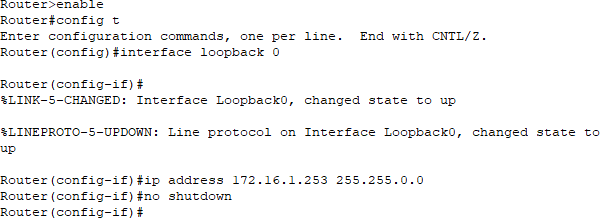 Router>enable
Router#config t
Enter configuration commands, one per line.  End with CNTL/Z.
Router(config)#interface loopback 0
Router(config-if)#
%LINK-5-CHANGED: Interface Loopback0, changed state to up
%LINEPROTO-5-UPDOWN: Line protocol on Interface Loopback0, changed state to
up
Router(config-if)#ip address 172.16.1.253 255.255.0.0
Router(config-if)#no shutdown
Router(config-if)#